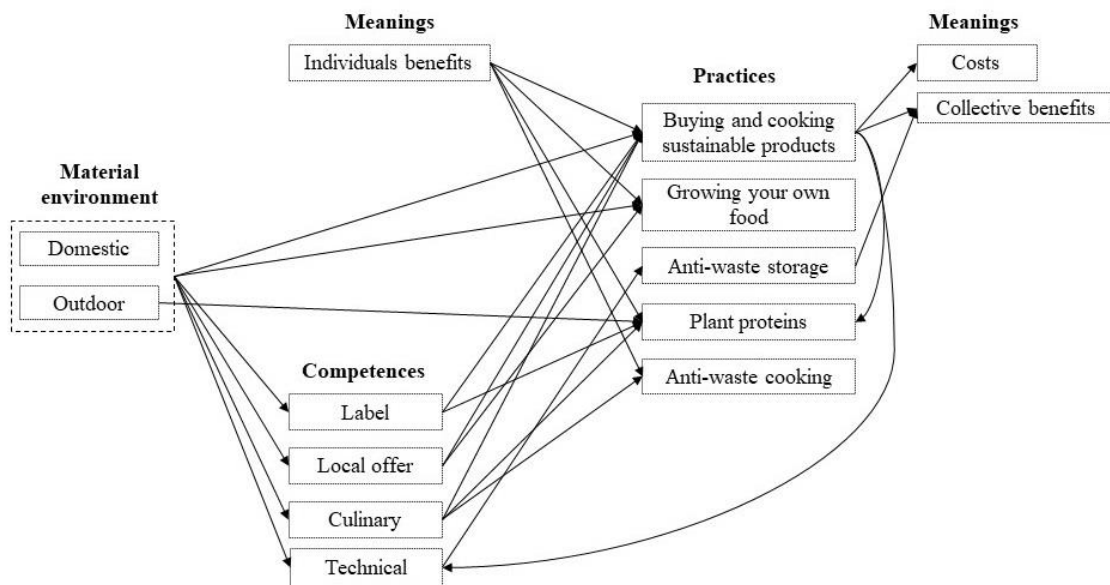 Meanings
Individuals benefits
Meanings
Costs
Collective benefits
Practices
Buying and cooking
sustainable products
Growing your own
food
Anti-waste storage
Plant proteins
Anti-waste cooking
Material
environment
Domestic
Outdoor
Competences
Label
Local offer
Culinary
Technical